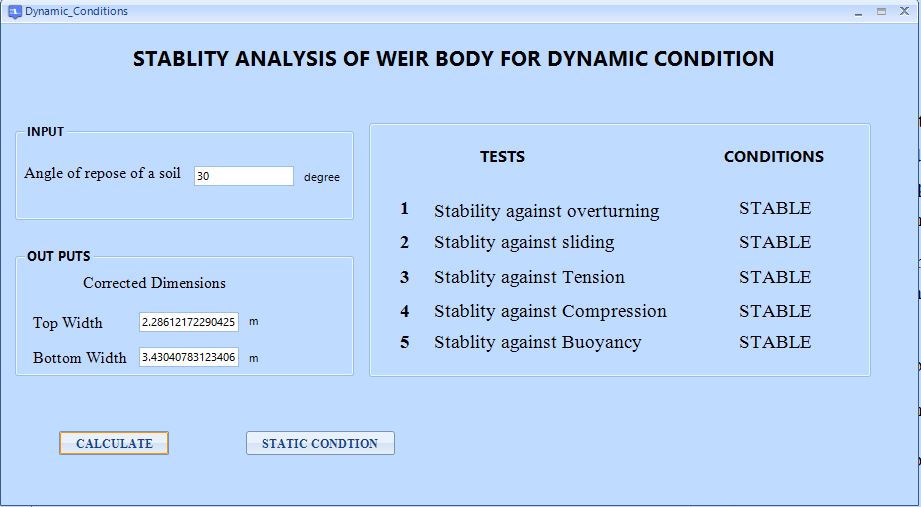 Dynamic_Conditions
STABLITY ANALYSIS OF WEIR BODY FOR DYNAMIC CONDITION
INPUT
Angle of repose of a soil 30 degree
OUT PUTS
Corrected Dimensions
Top Width 2.28612172290425 m
Bottom Width 3.43040783123406 m
TESTS CONDITIONS
1 Stability against overturning STABLE
2 Stablity against sliding STABLE
3 Stablity against Tension STABLE
4 Stablity against Compression STABLE
5 Stablity against Buoyancy STABLE
CALCULATE STATIC CONDTION